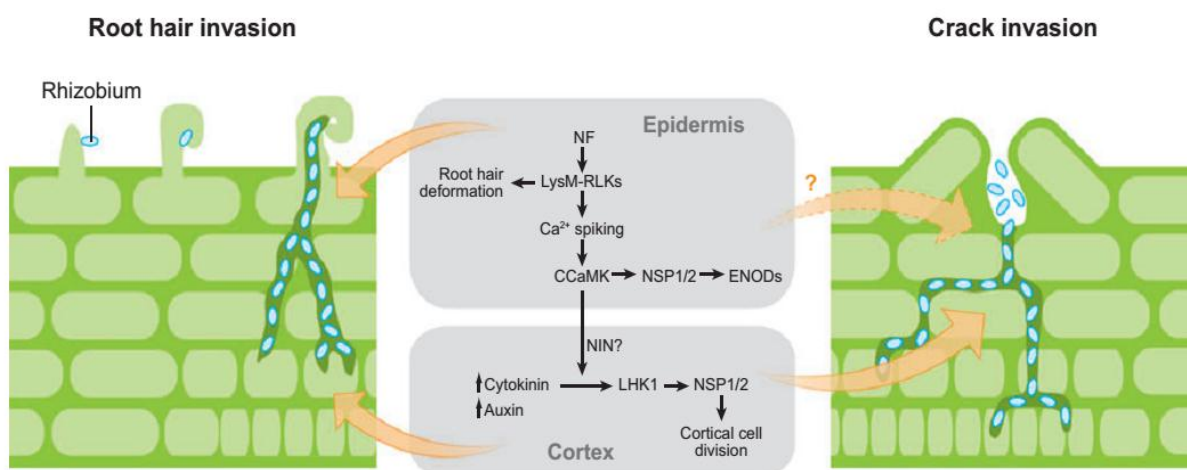 Root hair invasion
Crack invasion
Rhizobium
Epidermis
NF
Root hair
deformation
LysM-RLKs
?
Ca²⁺ spiking
CCaMK NSP1/2 ENODs
NIN?
Cytokinin LHK1 NSP1/2
Auxin
Cortical cell
division
Cortex